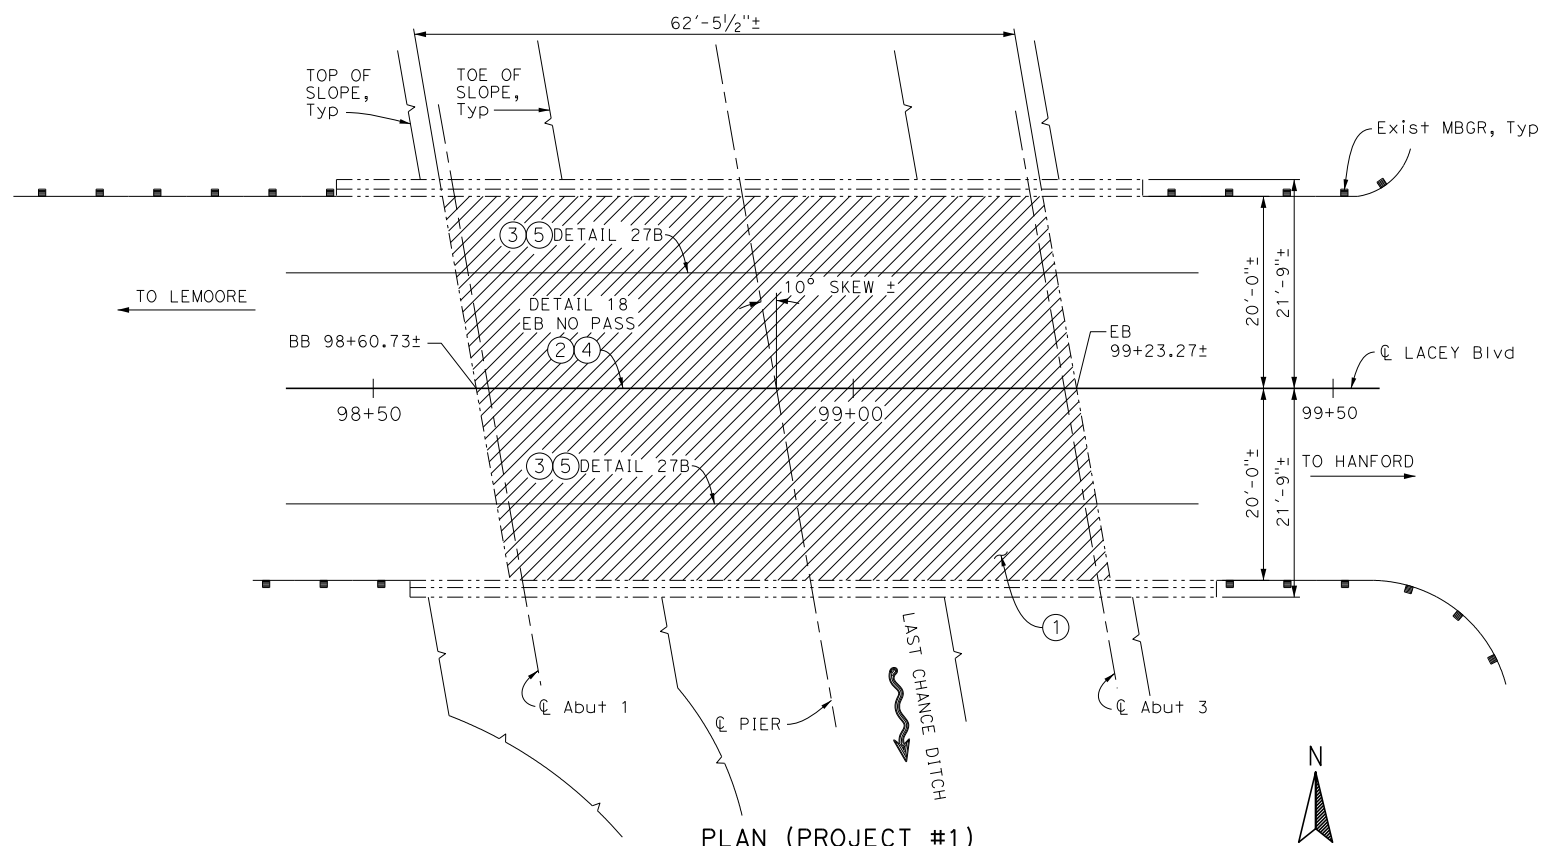 62'-5½"±
TOP OF
SLOPE,
Typ
TOE OF
SLOPE,
Typ
Exist MBGR, Typ
3 5 DETAIL 27B
10° SKEW ±
TO LEMOORE
DETAIL 18
EB NO PASS
2 4
BB 98+60.73±
EB
99+23.27±
℄ LACEY Blvd
20'-0"±
21'-9"±
98+50
99+00
99+50
3 5 DETAIL 27B
TO HANFORD
20'-0"±
21'-9"±
1
LAST CHANCE DITCH
℄ Abut 1
℄ PIER
℄ Abut 3
N
PLAN (PROJECT #1)